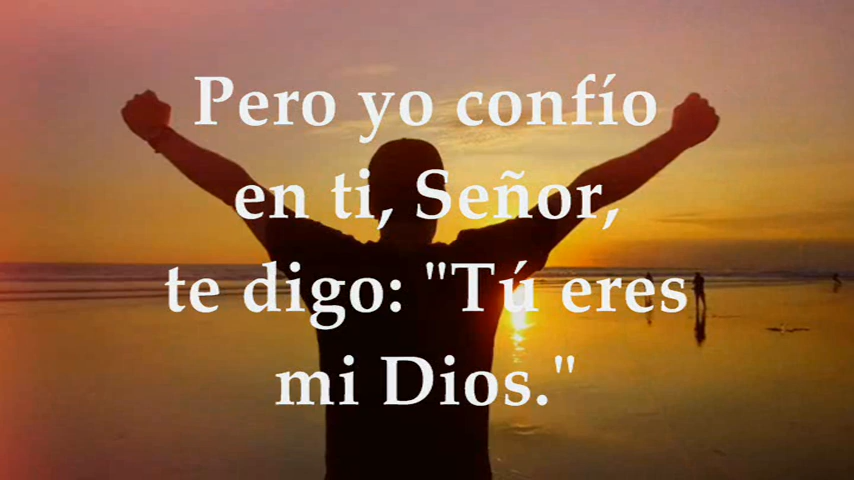 Pero yo confío
en ti, Señor,
te digo: "Tú eres
mi Dios."